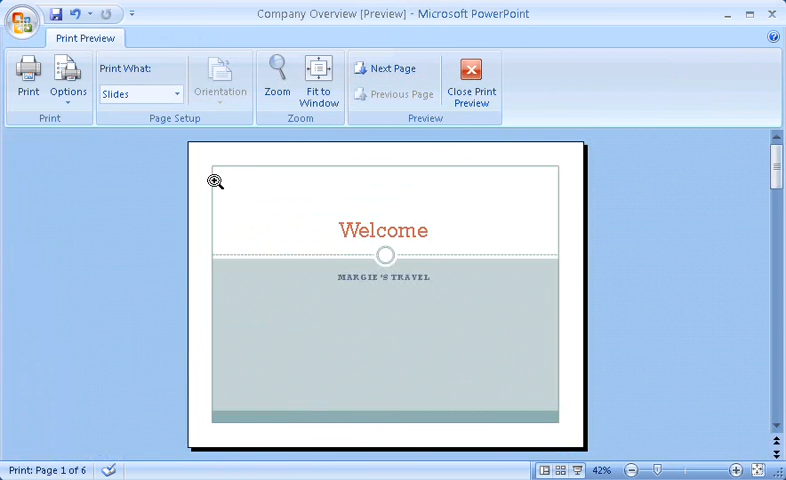 Company Overview [Preview] - Microsoft PowerPoint
Print Preview
Print
Options
Print What:
Slides
Orientation
Zoom
Fit to
Window
Next Page
Previous Page
Close Print
Preview
Print
Page Setup
Zoom
Preview
Welcome
MARGIE'S TRAVEL
Print: Page 1 of 6
42%